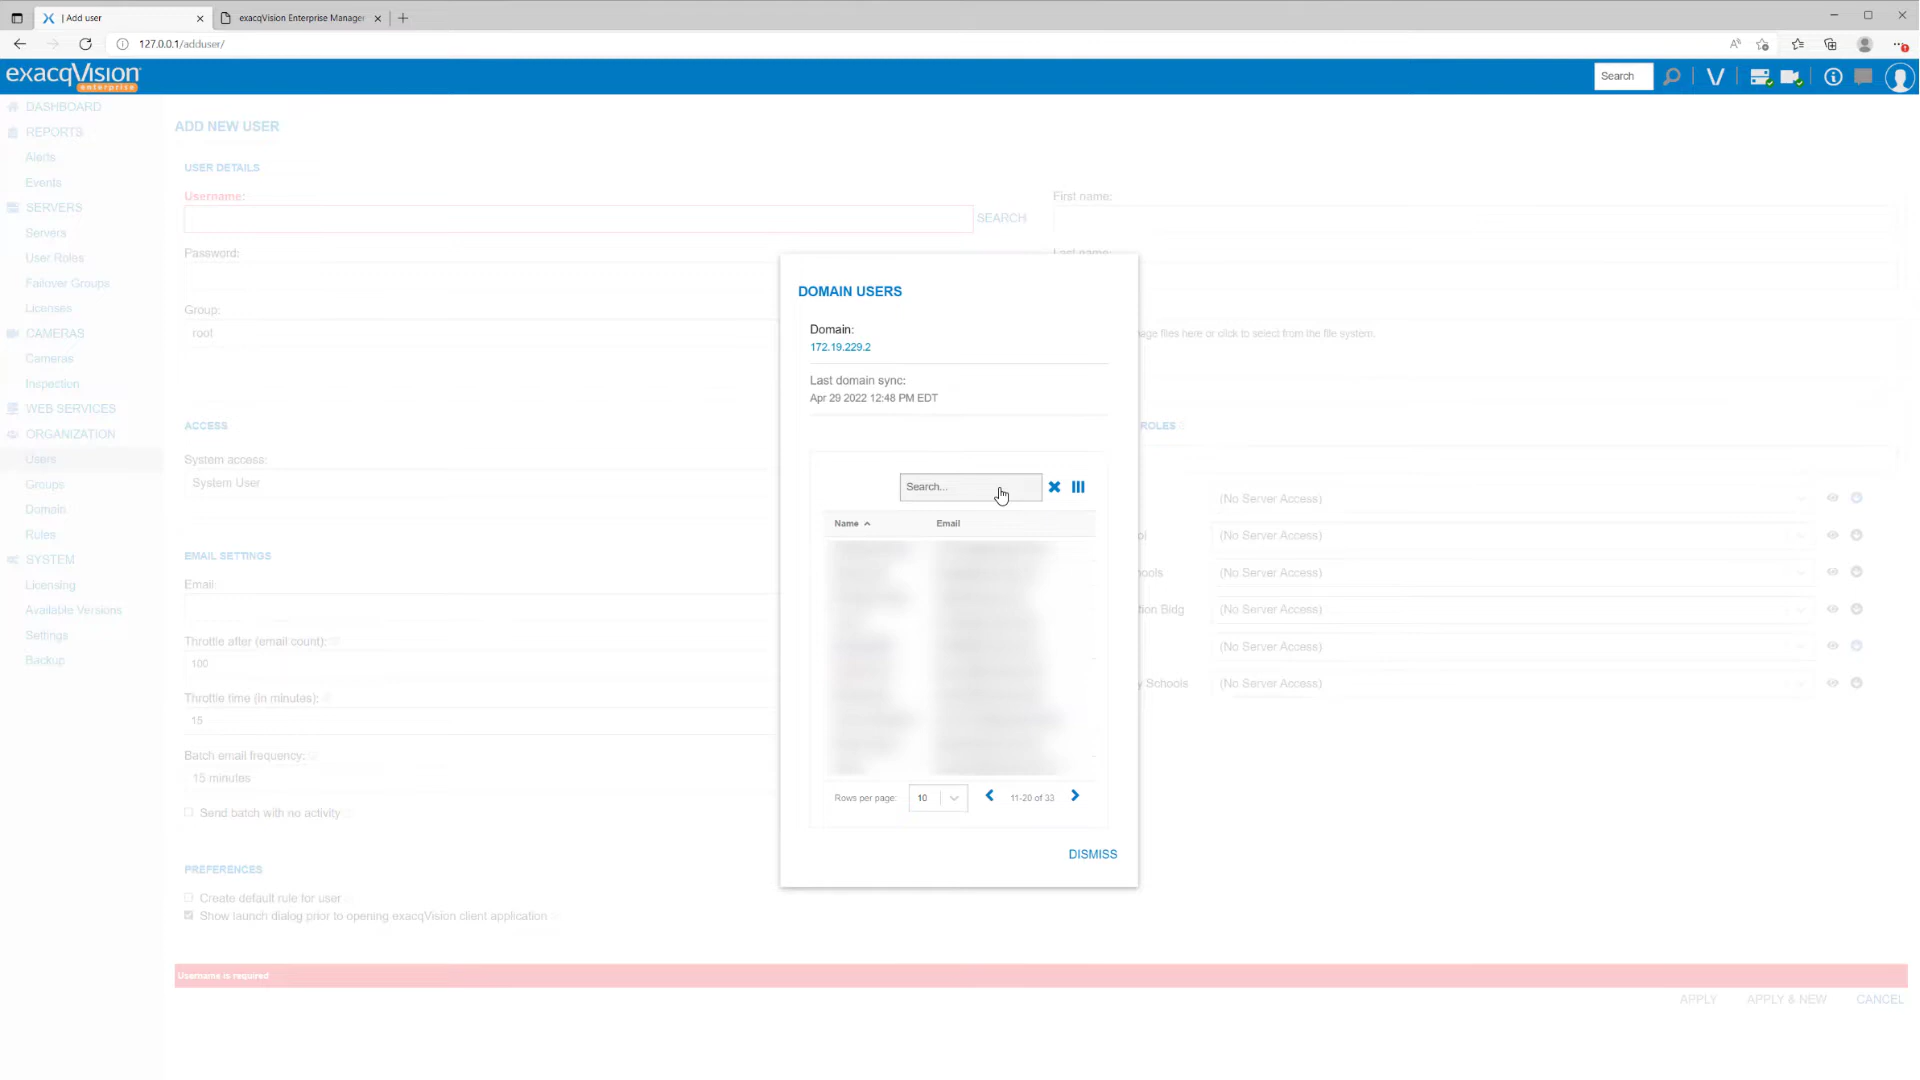 | Add user
exacqVision Enterprise Manager
127.0.0.1/adduser/
exacqVision
enterprise
Search
DASHBOARD
REPORTS
Alerts
Events
SERVERS
Servers
User Roles
Failover Groups
Licenses
CAMERAS
Cameras
Inspection
WEB SERVICES
ORGANIZATION
Users
Groups
Domain
Rules
SYSTEM
Licensing
Available Versions
Settings
Backup
ADD NEW USER
USER DETAILS
Username:
SEARCH
First name:
Password:
Last name:
Group:
root
age files here or click to select from the file system.
ACCESS
System access:
System User
EMAIL SETTINGS
Email:
Throttle after (email count):
100
Throttle time (in minutes):
15
Batch email frequency:
15 minutes
Send batch with no activity
PREFERENCES
Create default rule for user
Show launch dialog prior to opening exacqVision client application
ROLES
(No Server Access)
ol (No Server Access)
hools (No Server Access)
tion Bldg (No Server Access)
(No Server Access)
y Schools (No Server Access)
DOMAIN USERS
Domain:
172.19.229.2
Last domain sync:
Apr 29 2022 12:48 PM EDT
Search...
Name Email
Rows per page: 10 11-20 of 33
DISMISS
Username is required
APPLY APPLY & NEW CANCEL